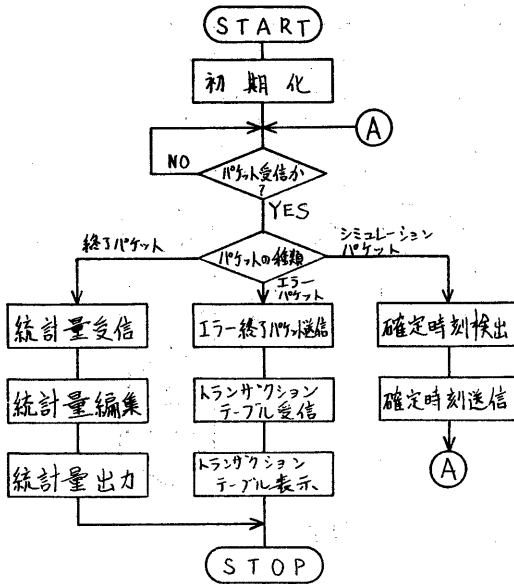 START
初期化
A
NO
パケット受信か
?
YES
終了パケット
パケットの種類
シミュレーション
パケット
エラー
パケット
統計量受信
エラー終了パケット送信
確定時刻検出
統計量編集
トランザクション
テーブル受信
確定時刻送信
統計量出力
トランザクション
テーブル表示
A
STOP